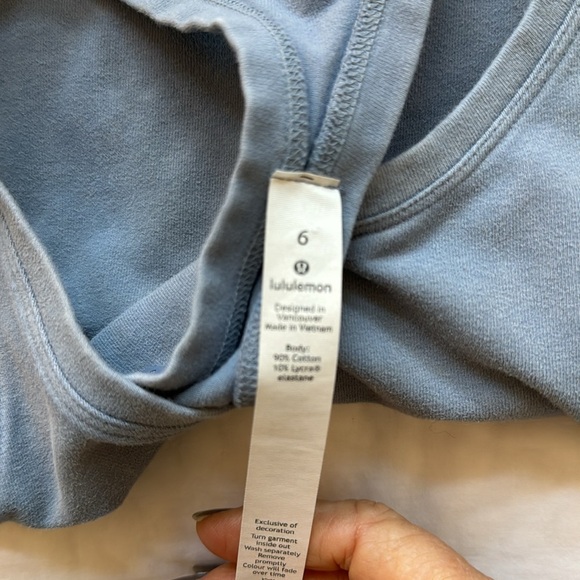 6
lululemon
Designed in
Vancouver
Made in Vietnam
Body:
90% Cotton
10% Lycra®
elastane
Exclusive of
decoration
Turn garment
inside out
Wash separately
Remove
promptly
Colour will fade
over time